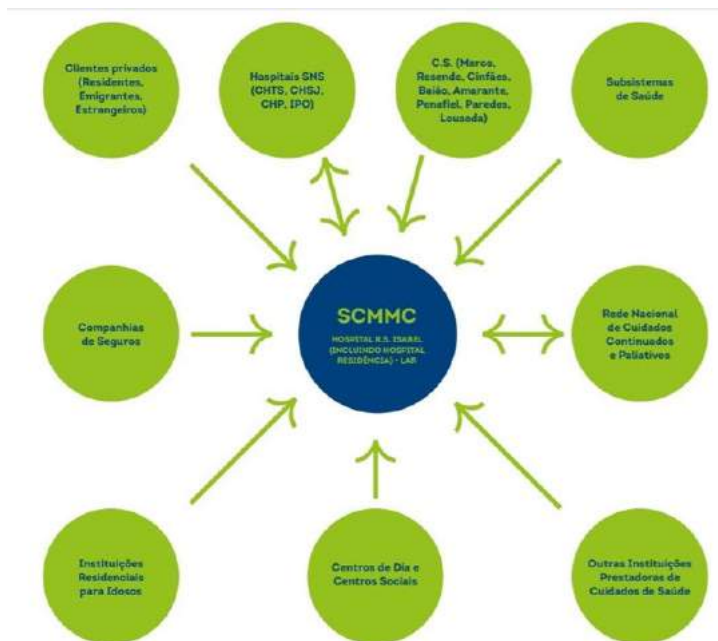 Clientes privados
(Residentes,
Emigrantes,
Estrangeiros)
Hospitais SNS
(CHTS, CHSJ,
CHP, IPO)
C.S. (Marco,
Resende, Cinfães,
Baião, Amarante,
Penafiel, Paredes,
Lousada)
Subsistemas
de Saúde
Companhias
de Seguros
SCMMC
HOSPITAL R.S. ISABEL
(INCLUINDO HOSPITAL
RESIDÊNCIA) - LAR
Rede Nacional
de Cuidados
Continuados
e Paliativos
Instituições
Residenciais
para Idosos
Centros de Dia e
Centros Sociais
Outras Instituições
Prestadoras de
Cuidados de Saúde